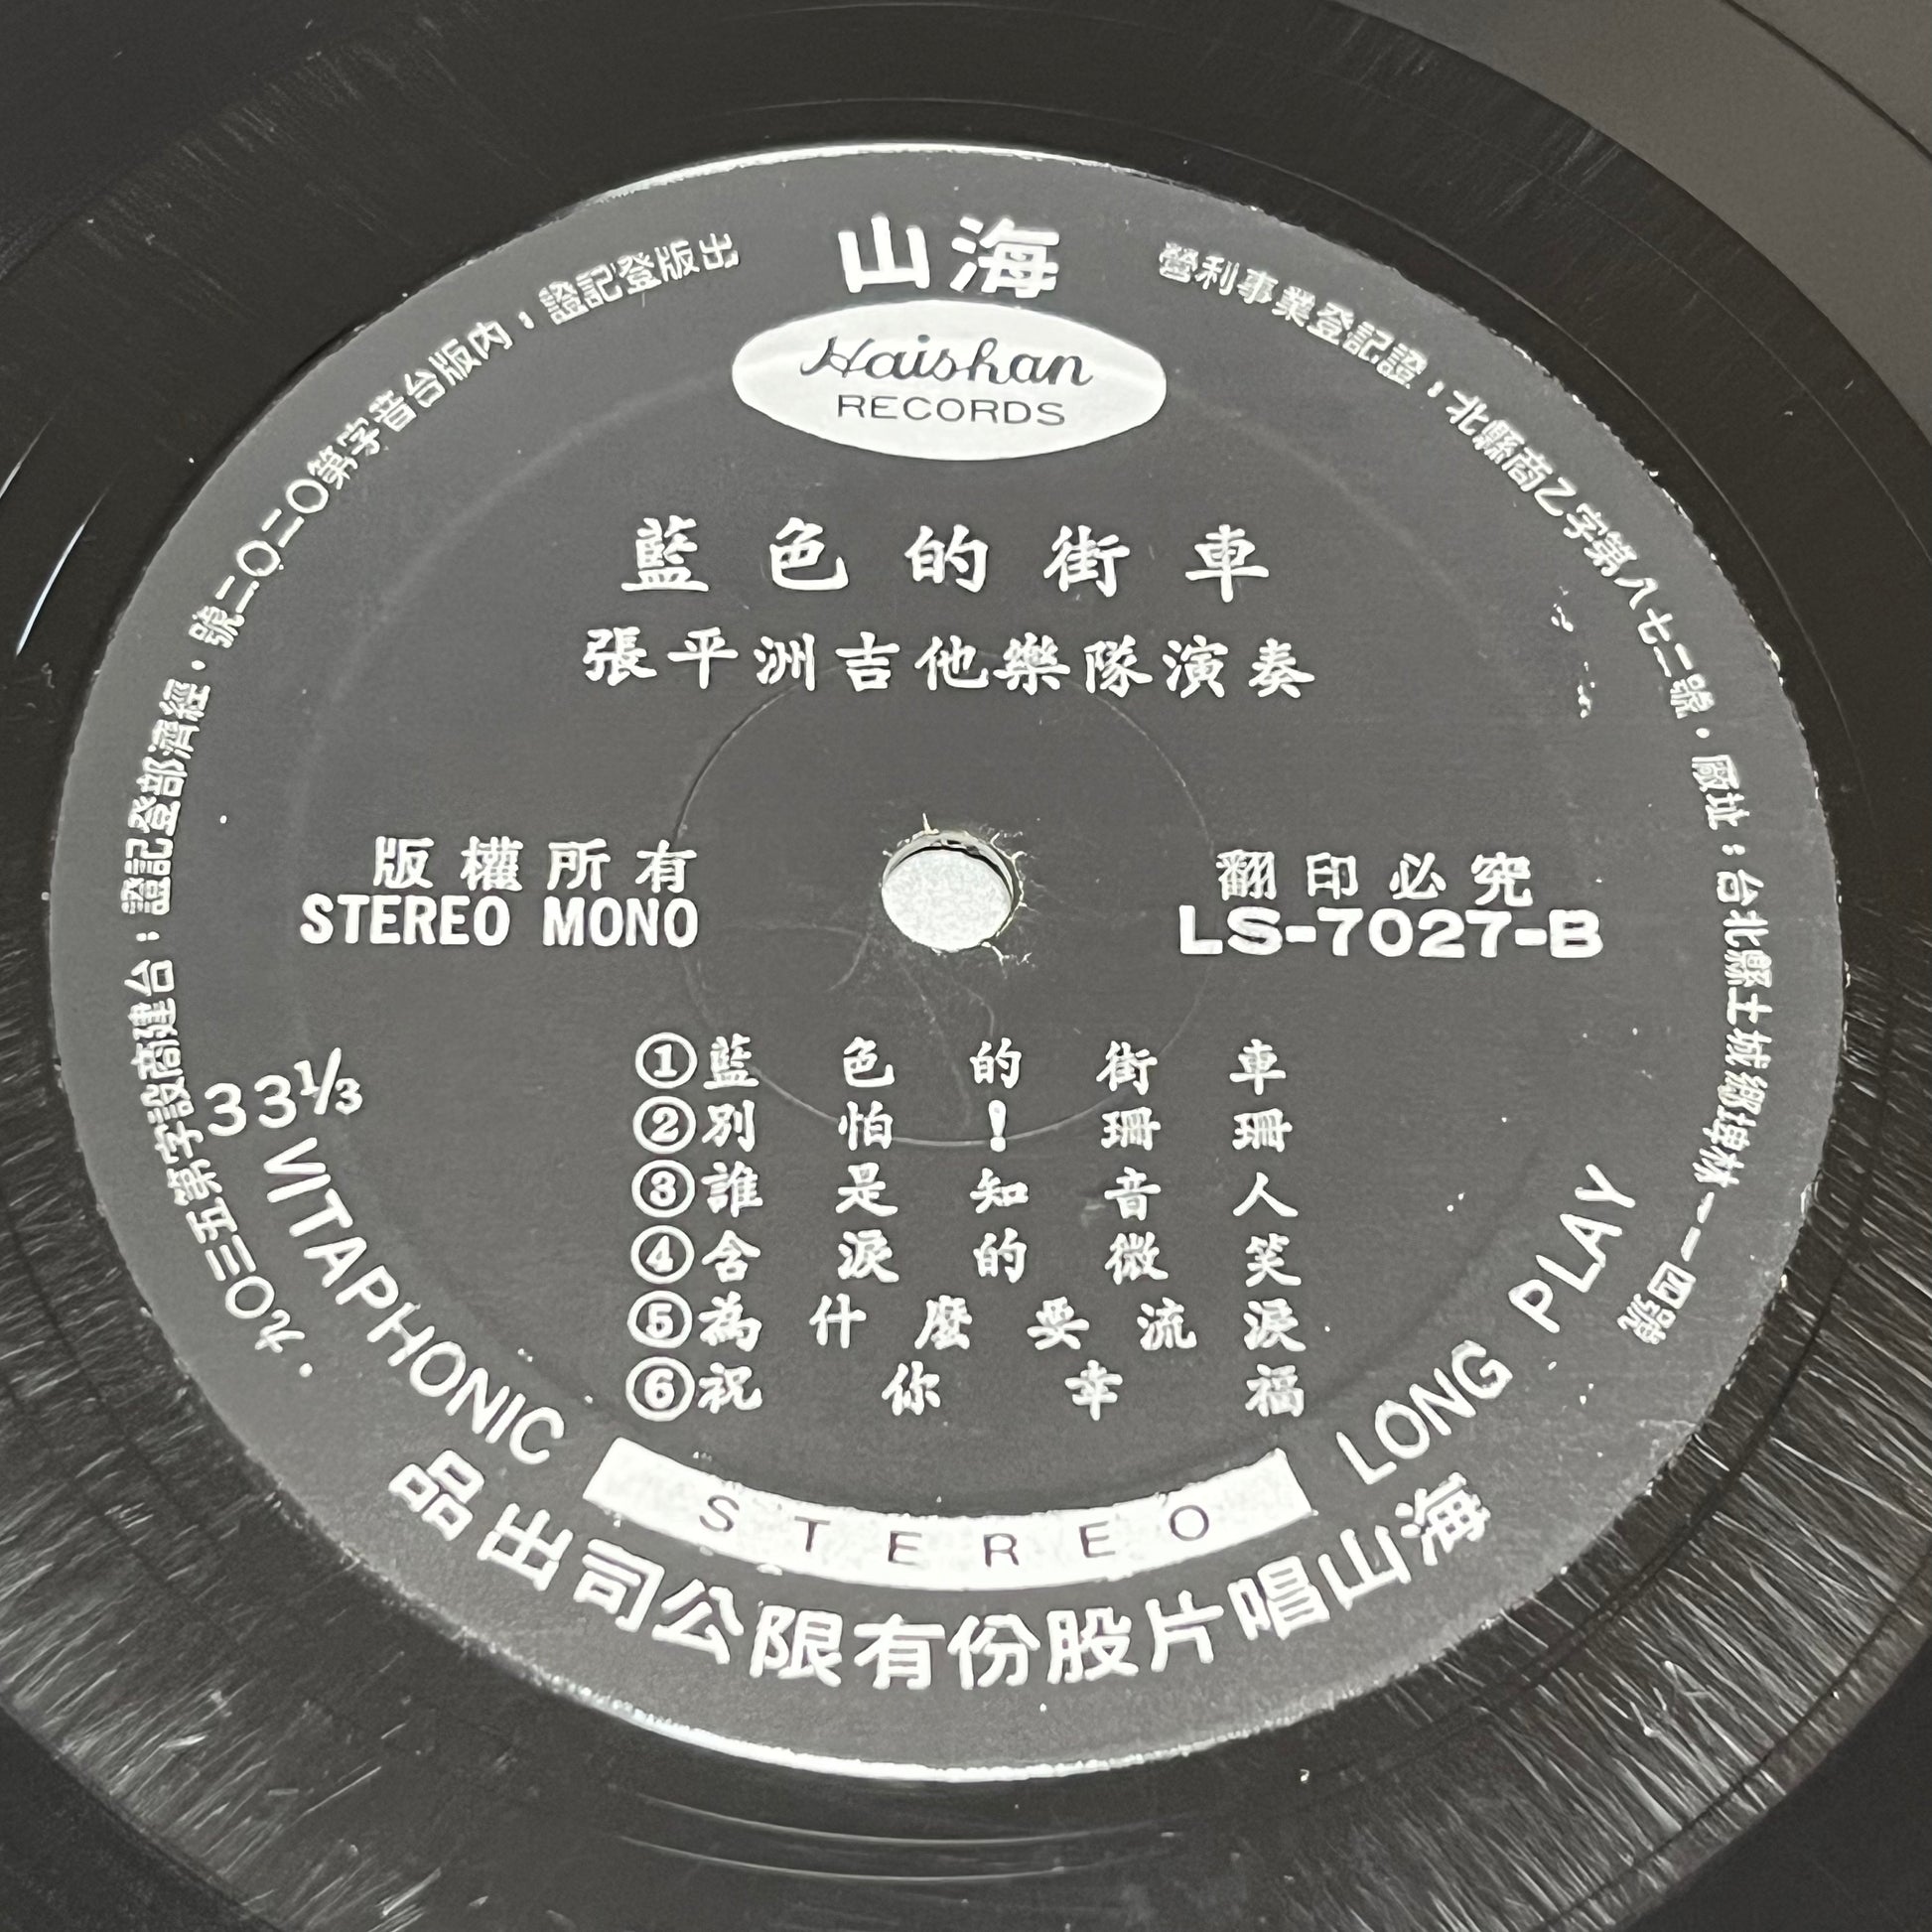 山海
Haishan
RECORDS
藍色的街車
張平洲吉他樂隊演奏
版權所有
STEREO MONO
翻印必究
LS-7027-B
①藍色的街車
②別怕!珊珊
③誰是知音人
④含淚的微笑
⑤為什麼要流淚
⑥祝你幸福
33⅓
VITAPHONIC
STEREO
LONG PLAY
品出司公限有份股片唱山海
營利事業登記證,北縣商乙字第八七二號.廠址:台北縣土城鄉埤林一一四號
出版登記證,內版台音字第〇二〇二號.經濟部登記證:台建商設字第五三〇九.